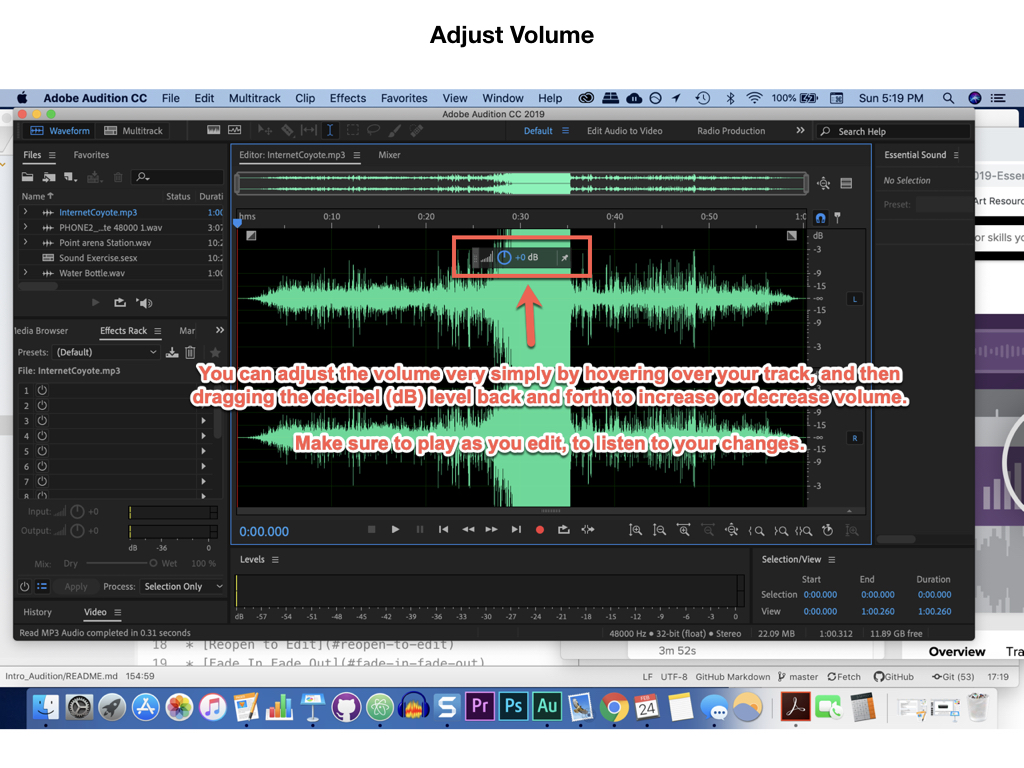 Adjust Volume
Adobe Audition CC File Edit Multitrack Clip Effects Favorites View Window Help 100% Sun 5:19 PM
Adobe Audition CC 2019
Waveform Multitrack Default Edit Audio to Video Radio Production Search Help
Files Favorites Editor: InternetCoyote.mp3 Mixer Essential Sound
No Selection
Name Status Duration
Preset:
InternetCoyote.mp3 1:00
PHONE2_...te 48000 1.wav 3:07
Point arena Station.wav 10:2
Sound Exercise.sesx 10:2
Water Bottle.wav 1:00
hms 0:10 0:20 0:30 0:40 0:50 1:0
dB
-3
-9
-15
-∞
-15
-9
-3
L
+0 dB
019-Esser
Art Resourc
or skills yo
ledia Browser Effects Rack Mar
Presets: (Default)
File: InternetCoyote.mp3
1
2
3
4
5
6
7
8
You can adjust the volume very simply by hovering over your track, and then
dragging the decibel (dB) level back and forth to increase or decrease volume.
Make sure to play as you edit, to listen to your changes.
-15
-∞
-15
-9
-3
R
Input: +0
Output: +0
dB -36 0
Mix: Dry Wet 100 %
Apply Process: Selection Only
History Video
Read MP3 Audio completed in 0.31 seconds
0:00.000
Levels
dB -57 -54 -51 -48 -45 -42 -39 -36 -33 -30 -27 -24 -21 -18 -15 -12 -9 -6 -3 0
Selection/View
Start End Duration
Selection 0:00.000 0:00.000 0:00.000
View 0:00.000 1:00.260 1:00.260
48000 Hz • 32-bit (float) • Stereo 22.09 MB 1:00.312 11.89 GB free
18 * [Reopen to Edit](#reopen-to-edit)
19 * [Fade In Fade Out](#fade-in-fade-out)
3m 52s
Overview Tra
Intro_Audition/README.md 154:59 LF UTF-8 GitHub Markdown master Fetch GitHub Git (53) 17:19
Pr Ps Au FEB 24